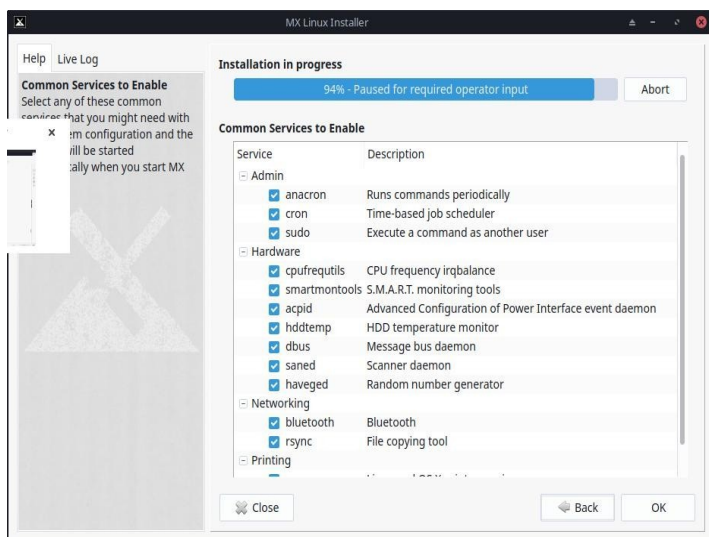 MX Linux Installer
Help Live Log
Common Services to Enable
Select any of these common
services that you might need with
em configuration and the
will be started
cally when you start MX
x
Installation in progress
94% - Paused for required operator input
Abort
Common Services to Enable
Service Description
Admin
anacron Runs commands periodically
cron Time-based job scheduler
sudo Execute a command as another user
Hardware
cpufrequtils CPU frequency irqbalance
smartmontools S.M.A.R.T. monitoring tools
acpid Advanced Configuration of Power Interface event daemon
hddtemp HDD temperature monitor
dbus Message bus daemon
saned Scanner daemon
haveged Random number generator
Networking
bluetooth Bluetooth
rsync File copying tool
Printing
Close
Back
OK